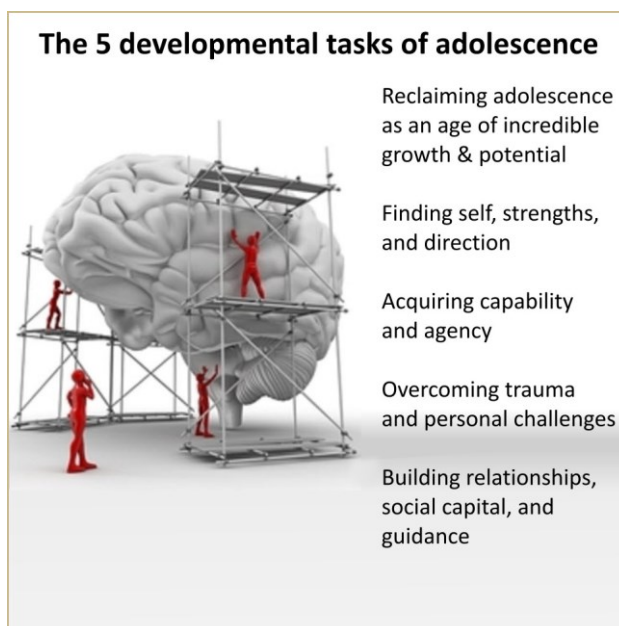 The 5 developmental tasks of adolescence
Reclaiming adolescence
as an age of incredible
growth & potential
Finding self, strengths,
and direction
Acquiring capability
and agency
Overcoming trauma
and personal challenges
Building relationships,
social capital, and
guidance